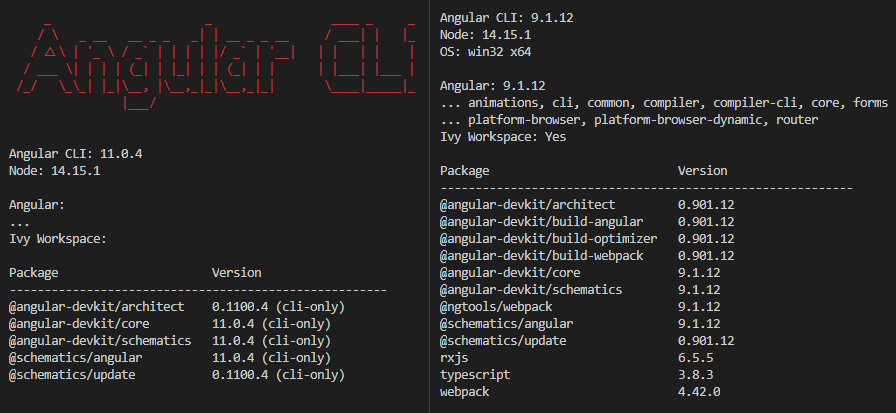 Angular CLI
Angular CLI: 11.0.4
Node: 14.15.1
Angular:
...
Ivy Workspace:
Package Version
------------------------------------------------------
@angular-devkit/architect 0.1100.4 (cli-only)
@angular-devkit/core 11.0.4 (cli-only)
@angular-devkit/schematics 11.0.4 (cli-only)
@schematics/angular 11.0.4 (cli-only)
@schematics/update 0.1100.4 (cli-only)
Angular CLI: 9.1.12
Node: 14.15.1
OS: win32 x64
Angular: 9.1.12
... animations, cli, common, compiler, compiler-cli, core, forms
... platform-browser, platform-browser-dynamic, router
Ivy Workspace: Yes
Package Version
-----------------------------------------------------------
@angular-devkit/architect 0.901.12
@angular-devkit/build-angular 0.901.12
@angular-devkit/build-optimizer 0.901.12
@angular-devkit/build-webpack 0.901.12
@angular-devkit/core 9.1.12
@angular-devkit/schematics 9.1.12
@ngtools/webpack 9.1.12
@schematics/angular 9.1.12
@schematics/update 0.901.12
rxjs 6.5.5
typescript 3.8.3
webpack 4.42.0